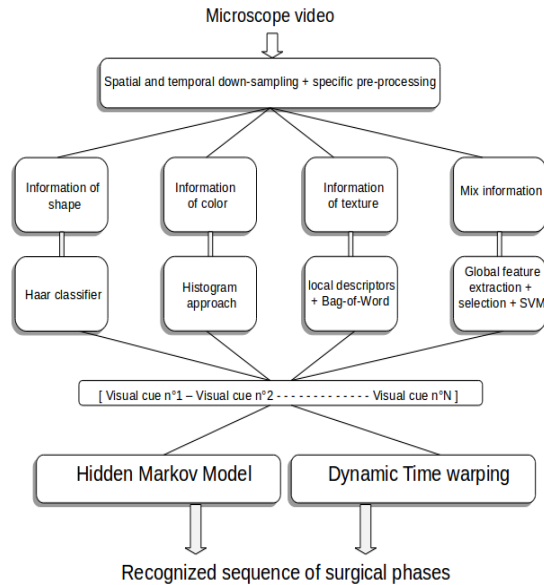 Microscope video
Spatial and temporal down-sampling + specific pre-processing
Information of
shape
Information
of color
Information
of texture
Mix information
Haar classifier
Histogram
approach
local descriptors
+ Bag-of-Word
Global feature
extraction +
selection + SVM
[ Visual cue n°1 – Visual cue n°2 - - - - - - - - - - - - - Visual cue n°N ]
Hidden Markov Model
Dynamic Time warping
Recognized sequence of surgical phases